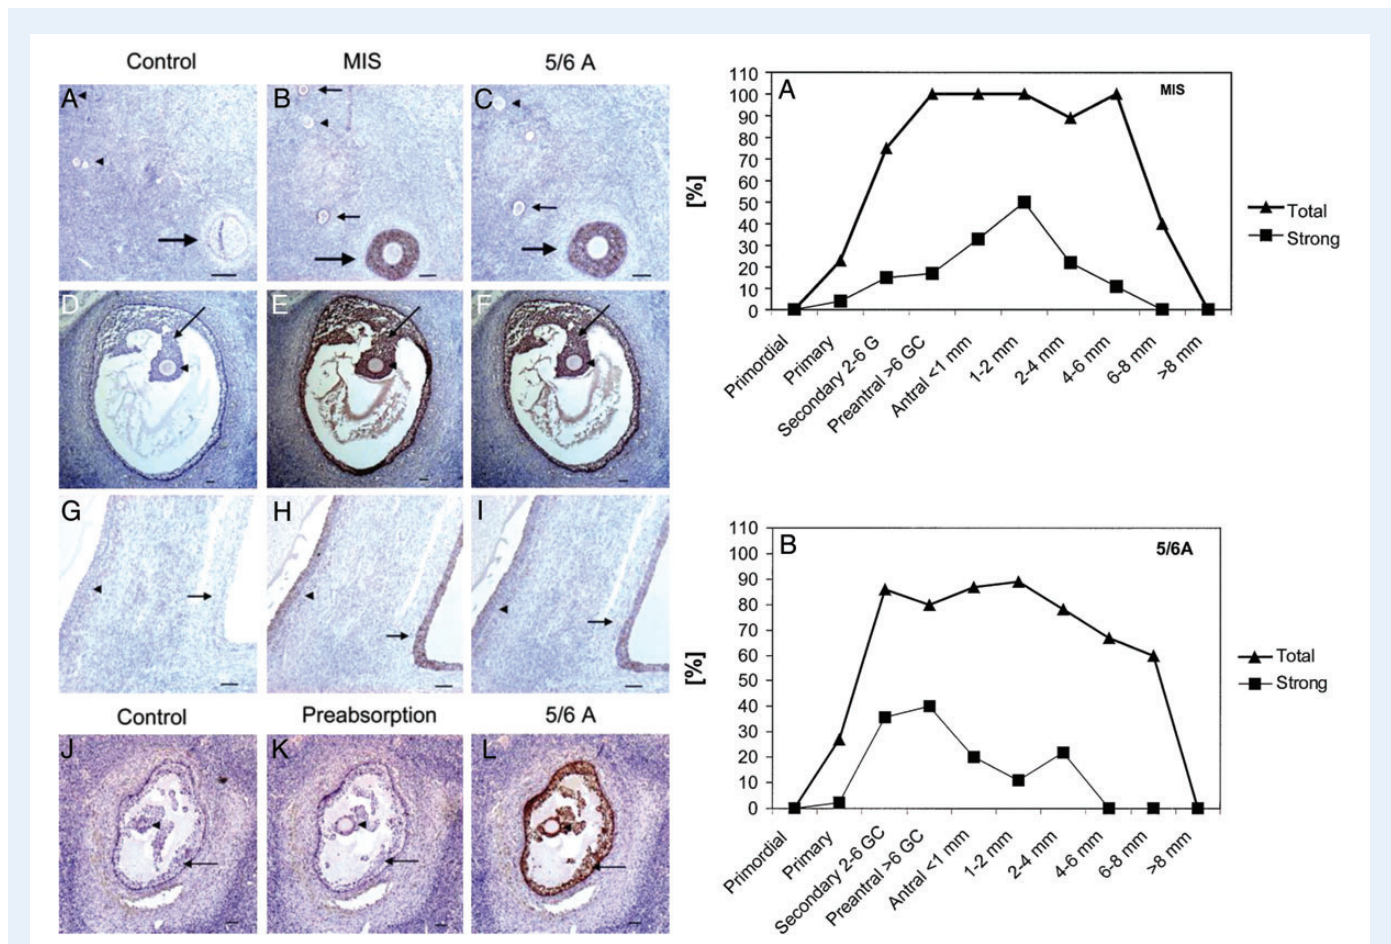 Control MIS 5/6 A
A B C
D E F
G H I
Control Preabsorption 5/6 A
J K L
A MIS
[%]
110
100
90
80
70
60
50
40
30
20
10
0
Primordial
Primary
Secondary 2-6 G
Preantral >6 GC
Antral <1 mm
1-2 mm
2-4 mm
4-6 mm
6-8 mm
>8 mm
Total
Strong
B 5/6A
[%]
110
100
90
80
70
60
50
40
30
20
10
0
Primordial
Primary
Secondary 2-6 GC
Preantral >6 GC
Antral <1 mm
1-2 mm
2-4 mm
4-6 mm
6-8 mm
>8 mm
Total
Strong